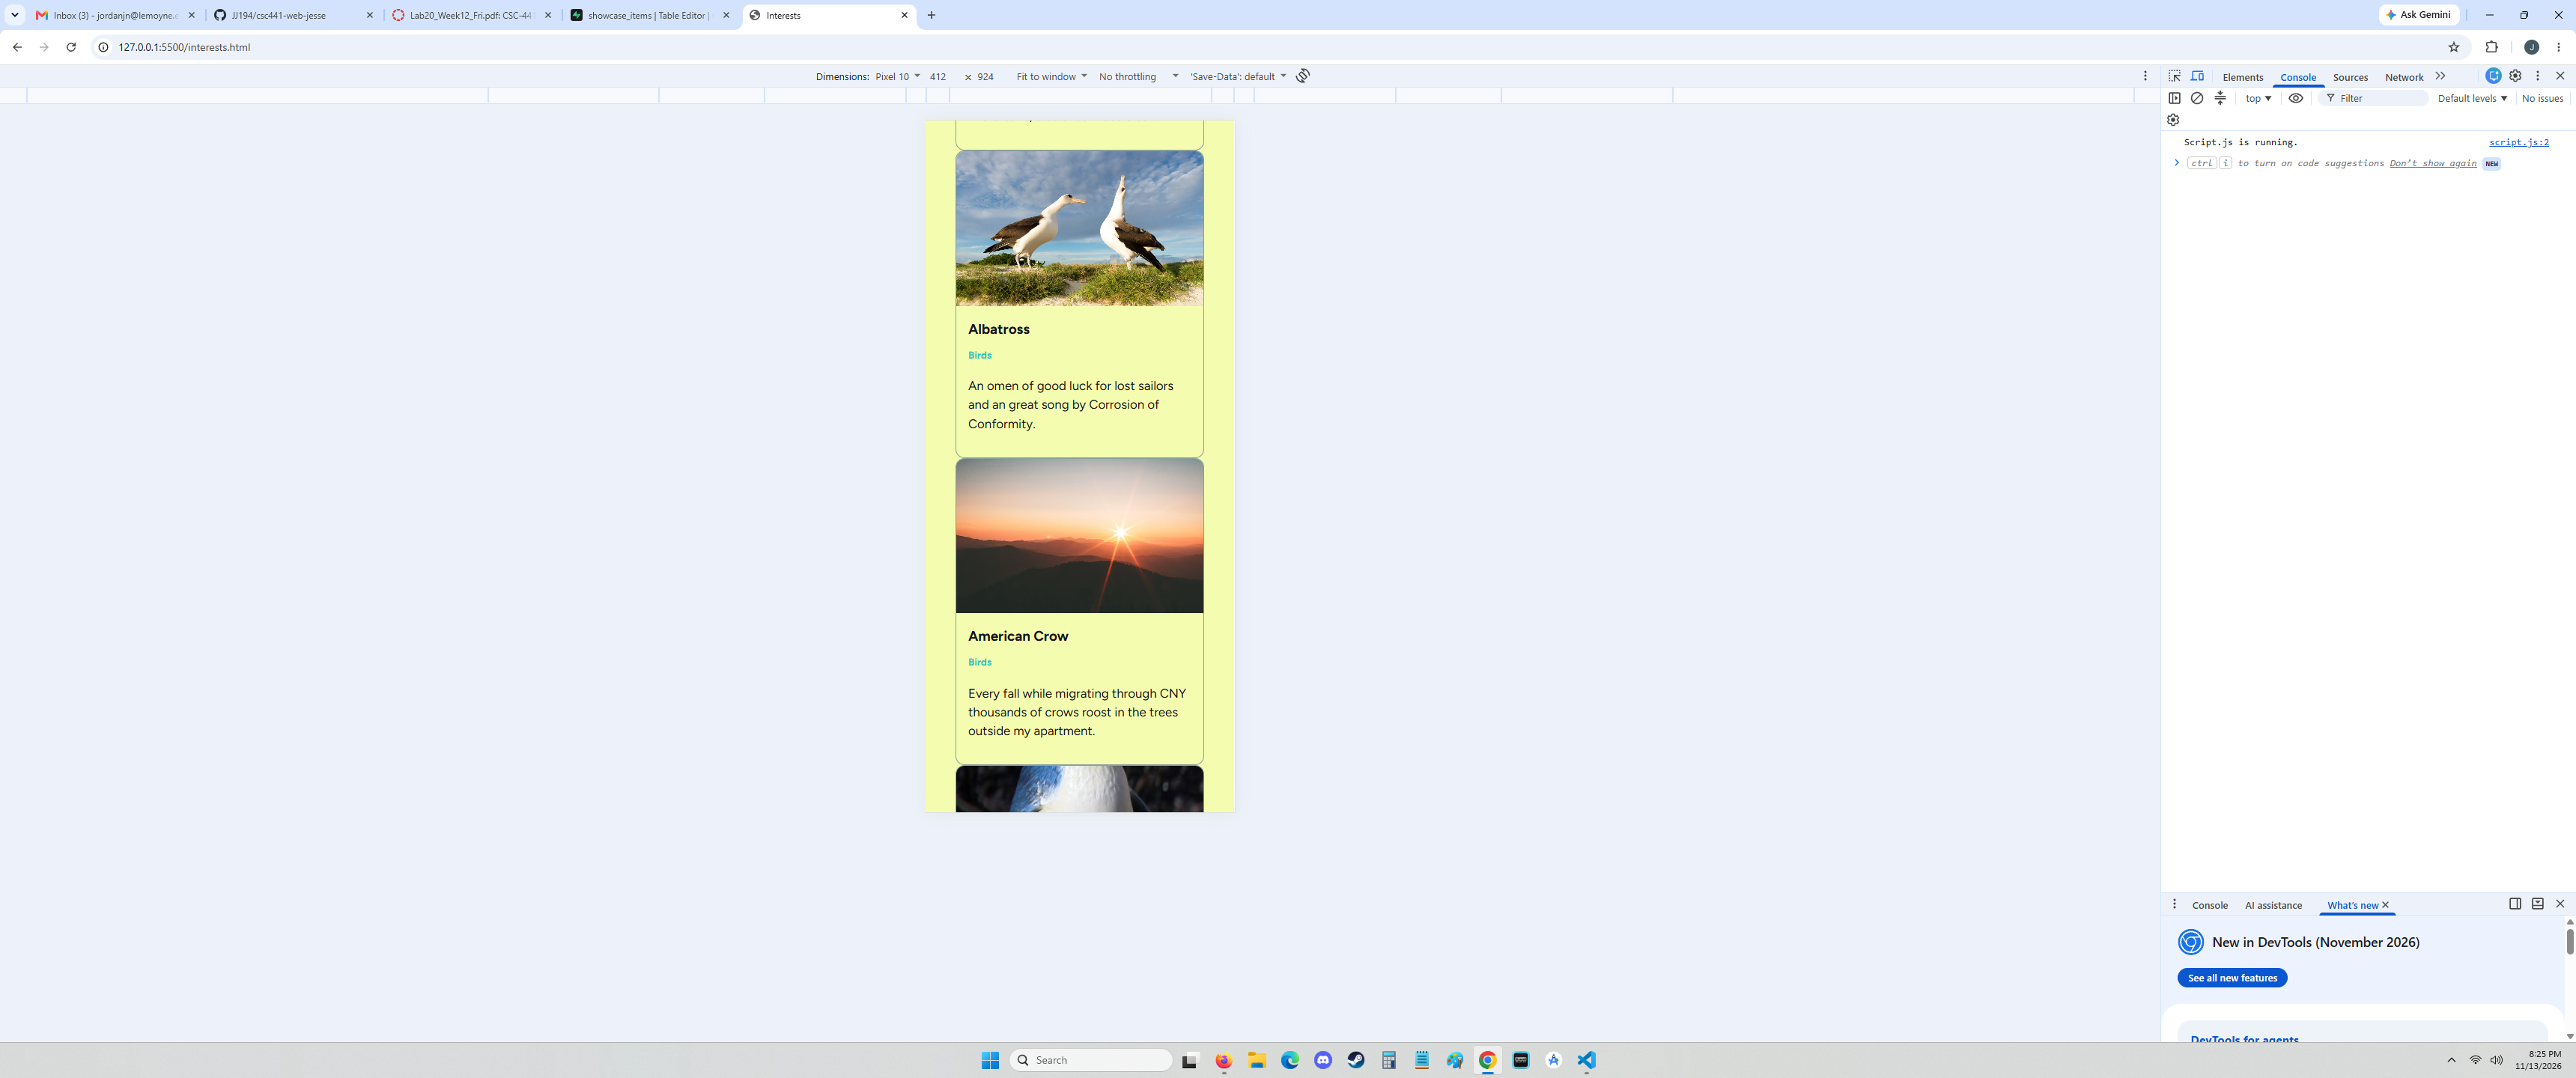 Inbox (3) - jordanjn@lemoyne.e
JJ194/csc441-web-jesse
Lab20_Week12_Fri.pdf: CSC-441
showcase_items | Table Editor |
Interests
Ask Gemini
127.0.0.1:5500/interests.html
J
Dimensions: Pixel 10 412 × 924 Fit to window No throttling 'Save-Data': default
Elements Console Sources Network
top Filter Default levels No issues
Script.js is running. script.js:2
ctrl i to turn on code suggestions Don't show again NEW
Albatross
Birds
An omen of good luck for lost sailors
and an great song by Corrosion of
Conformity.
American Crow
Birds
Every fall while migrating through CNY
thousands of crows roost in the trees
outside my apartment.
Console AI assistance What's new
New in DevTools (November 2026)
See all new features
DevTools for agents
Search
8:25 PM
11/13/2026